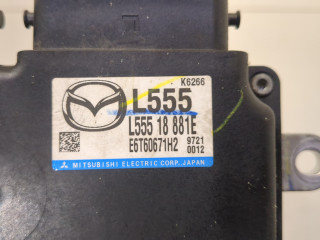 K6266
L555
L555 18 881E
E6T60671H2 9721
0012
MITSUBISHI ELECTRIC CORP. JAPAN